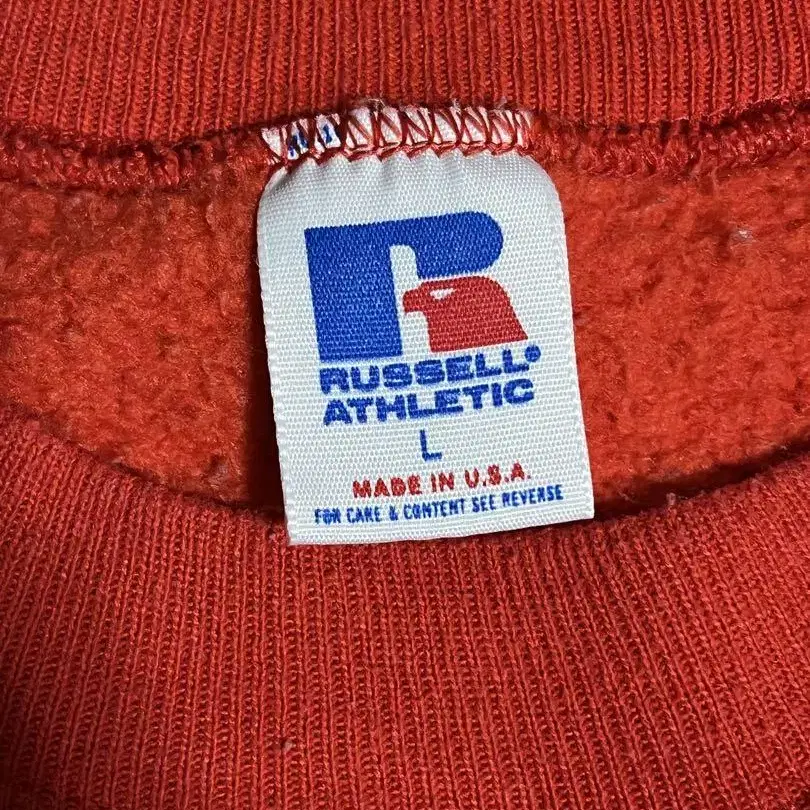 R
RUSSELL®
ATHLETIC
L
MADE IN U.S.A.
FOR CARE & CONTENT SEE REVERSE